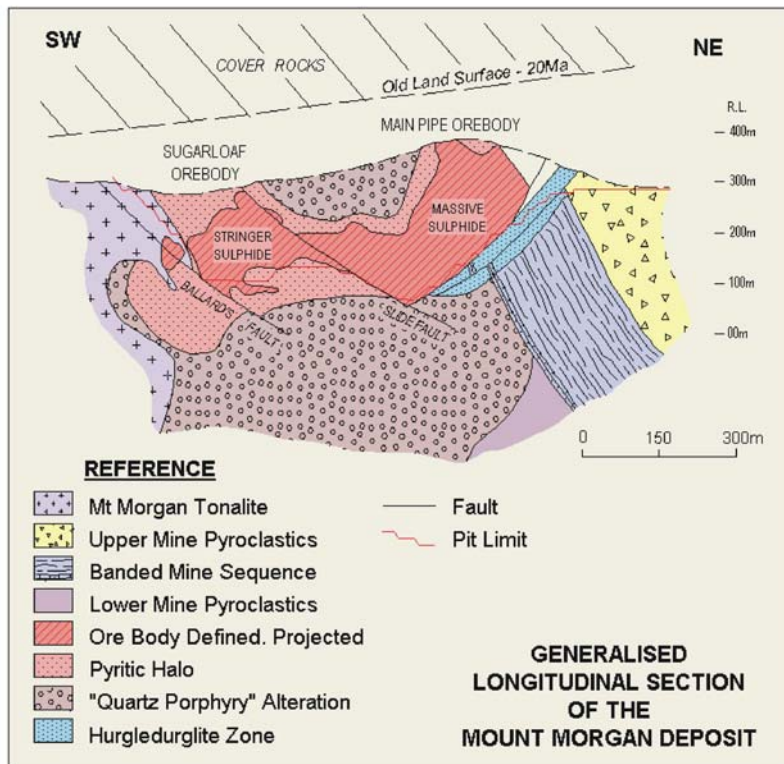 SW
NE
COVER ROCKS
Old Land Surface - 20Ma
R.L.
MAIN PIPE OREBODY
400m
SUGARLOAF
OREBODY
300m
MASSIVE
SULPHIDE
STRINGER
SULPHIDE
200m
100m
BALLARD'S
FAULT
SLIDE FAULT
00m
0 150 300m
REFERENCE
Mt Morgan Tonalite
Fault
Upper Mine Pyroclastics
Pit Limit
Banded Mine Sequence
Lower Mine Pyroclastics
Ore Body Defined. Projected
Pyritic Halo
"Quartz Porphyry" Alteration
Hurgledurglite Zone
GENERALISED
LONGITUDINAL SECTION
OF THE
MOUNT MORGAN DEPOSIT